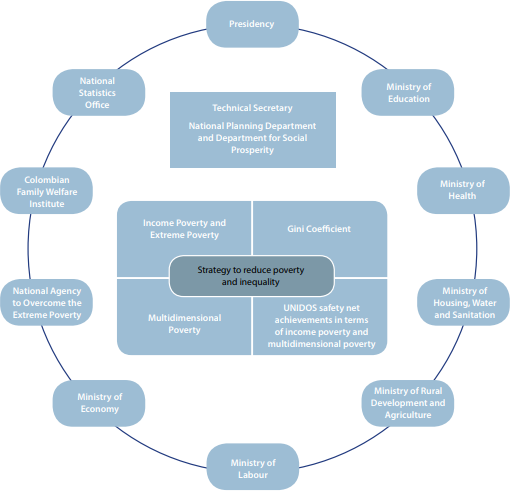 Presidency
National
Statistics
Office
Ministry of
Education
Technical Secretary
National Planning Department
and Department for Social
Prosperity
Colombian
Family Welfare
Institute
Ministry of
Health
Income Poverty and
Extreme Poverty
Gini Coefficient
Strategy to reduce poverty
and inequality
National Agency
to Overcome the
Extreme Poverty
Multidimensional
Poverty
UNIDOS safety net
achievements in terms
of income poverty and
multidimensional poverty
Ministry of
Housing, Water
and Sanitation
Ministry of
Economy
Ministry of Rural
Development and
Agriculture
Ministry of
Labour